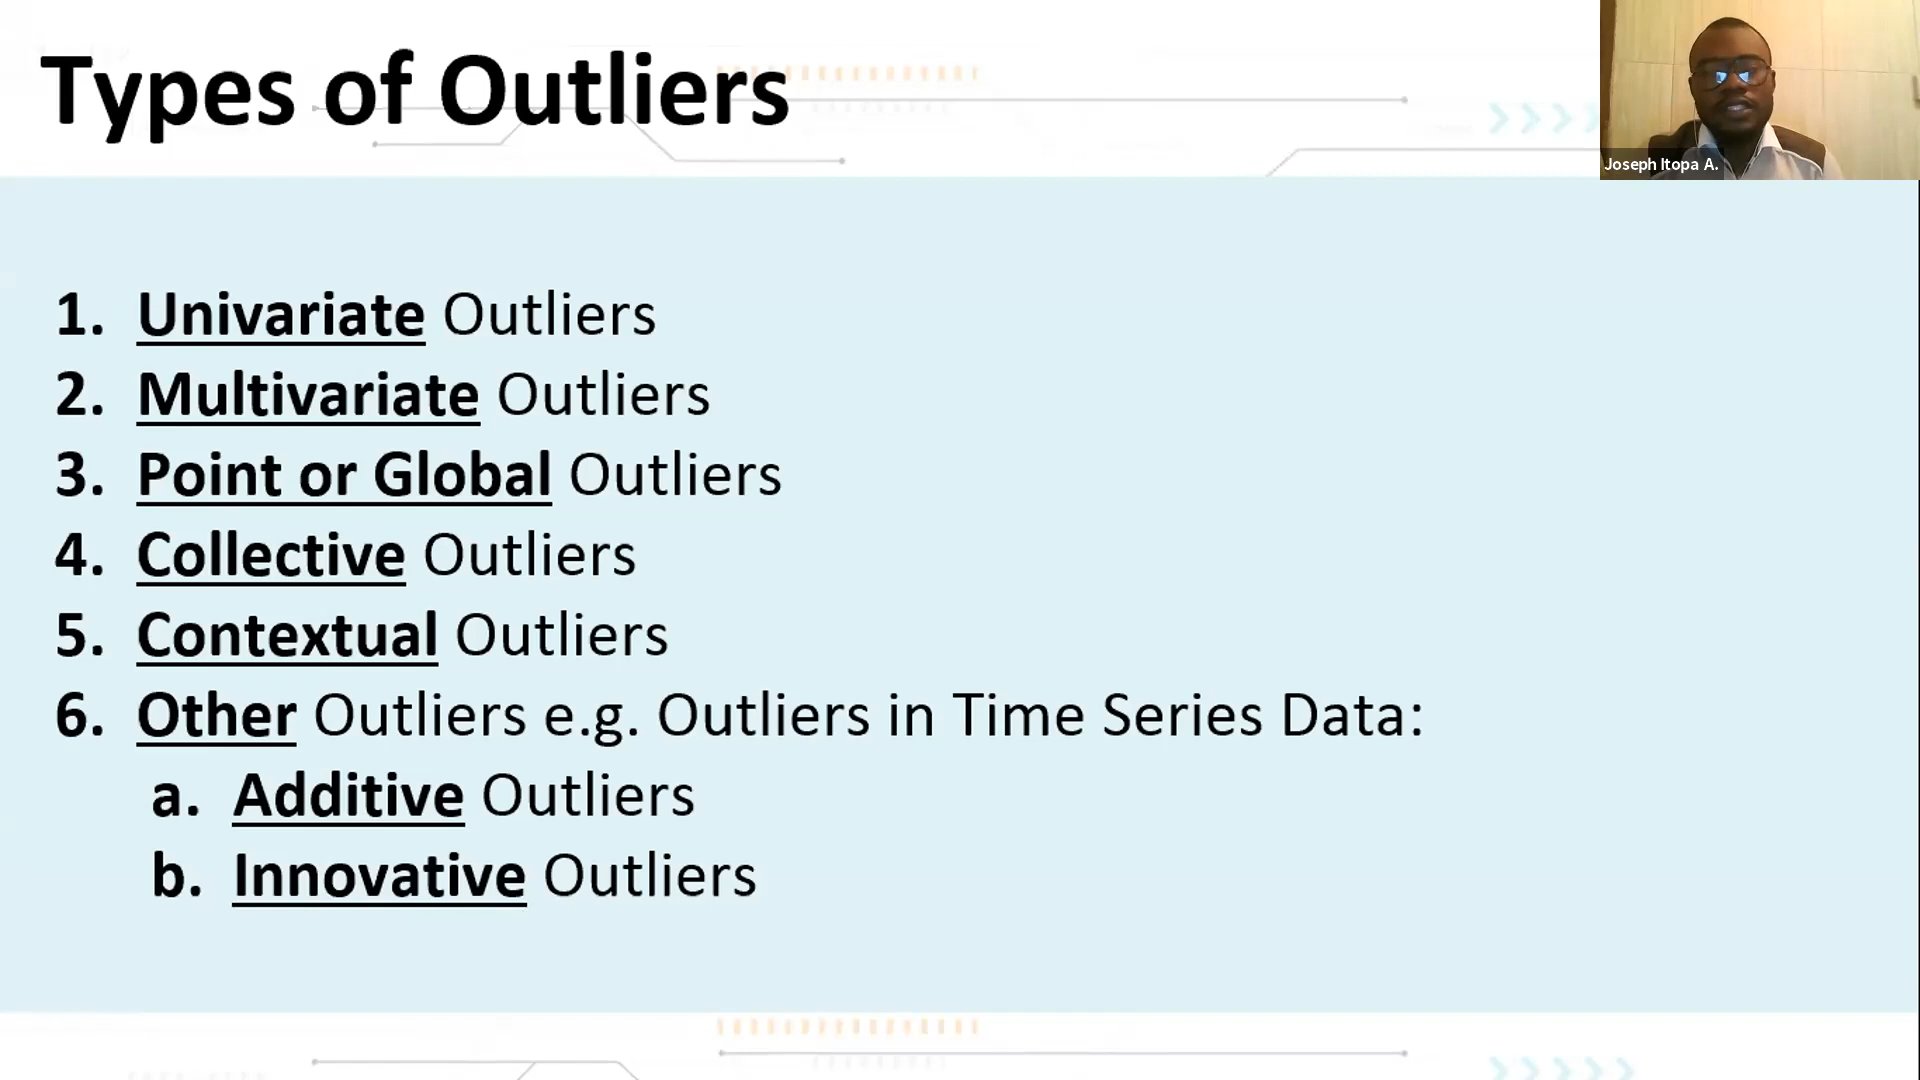 Types of Outliers
Joseph Itopa A.
1. Univariate Outliers
2. Multivariate Outliers
3. Point or Global Outliers
4. Collective Outliers
5. Contextual Outliers
6. Other Outliers e.g. Outliers in Time Series Data:
a. Additive Outliers
b. Innovative Outliers